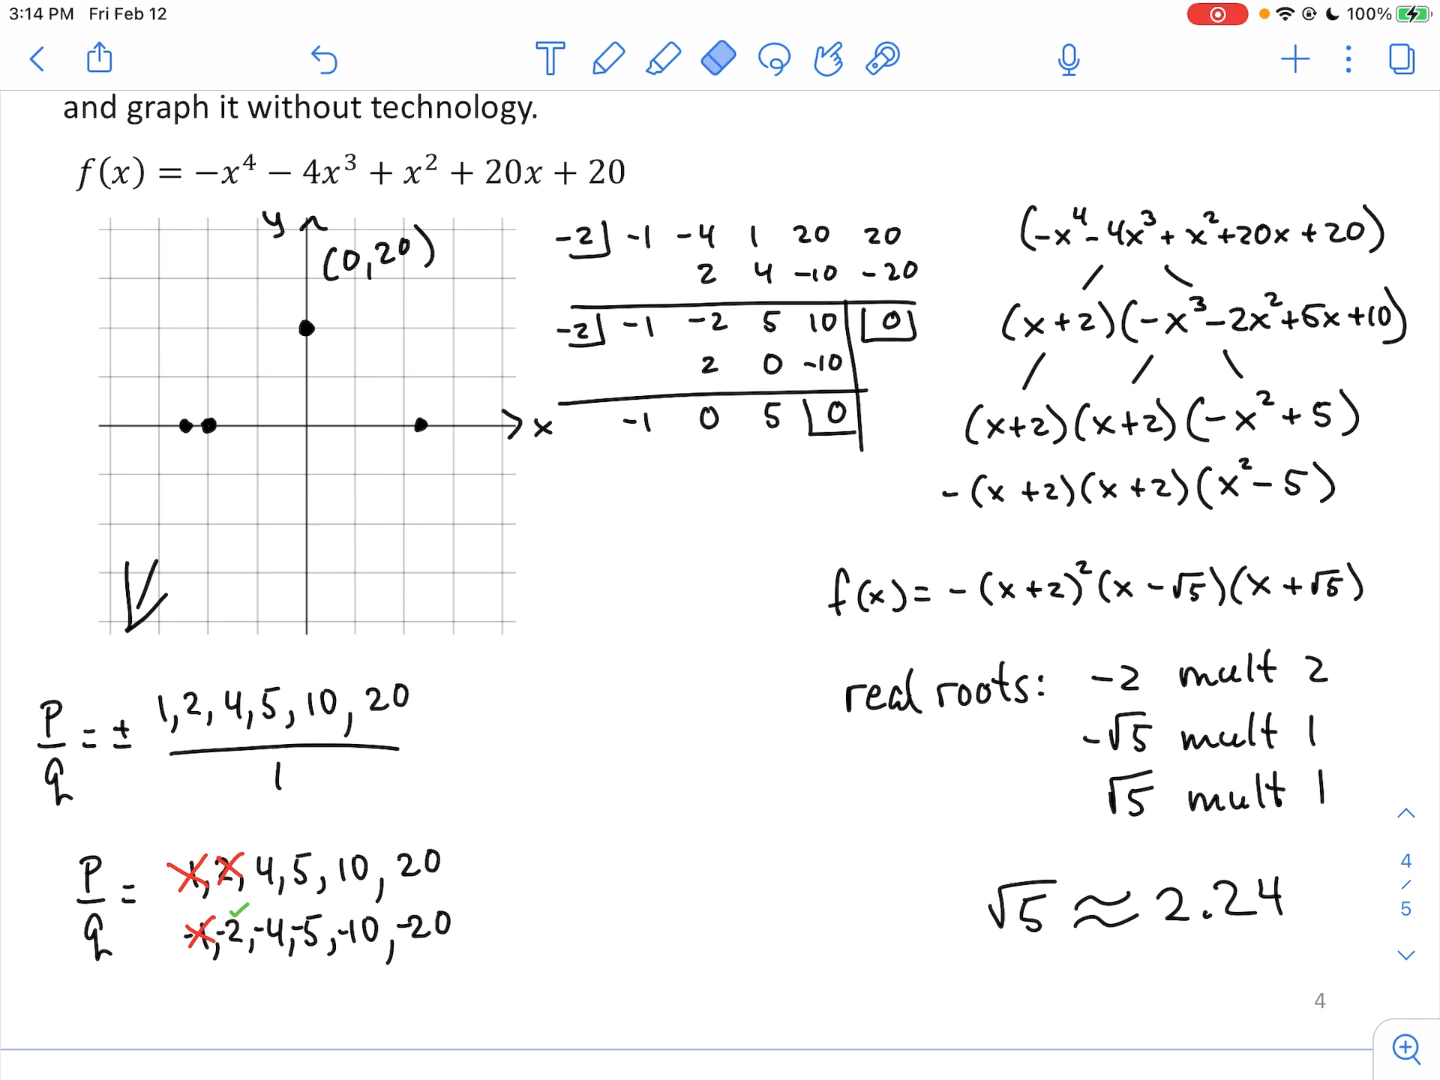 3:14 PM Fri Feb 12
100%
and graph it without technology.
f(x) = −x⁴ − 4x³ + x² + 20x + 20
y
(0,20)
x
-2⌋ -1 -4 1 20 20
2 4 -10 -20
-2⌋ -1 -2 5 10 0
2 0 -10
-1 0 5 0
(-x⁴-4x³+x²+20x+20)
(x+2)(-x³-2x²+5x+10)
(x+2)(x+2)(-x²+5)
-(x+2)(x+2)(x²-5)
f(x)= -(x+2)²(x-√5)(x+√5)
real roots: -2 mult 2
-√5 mult 1
√5 mult 1
√5 ≈ 2.24
P/q = ± 1,2,4,5,10,20 / 1
P/q = 1,2,4,5,10,20
-1,-2,-4,-5,-10,-20
4
/
5
4